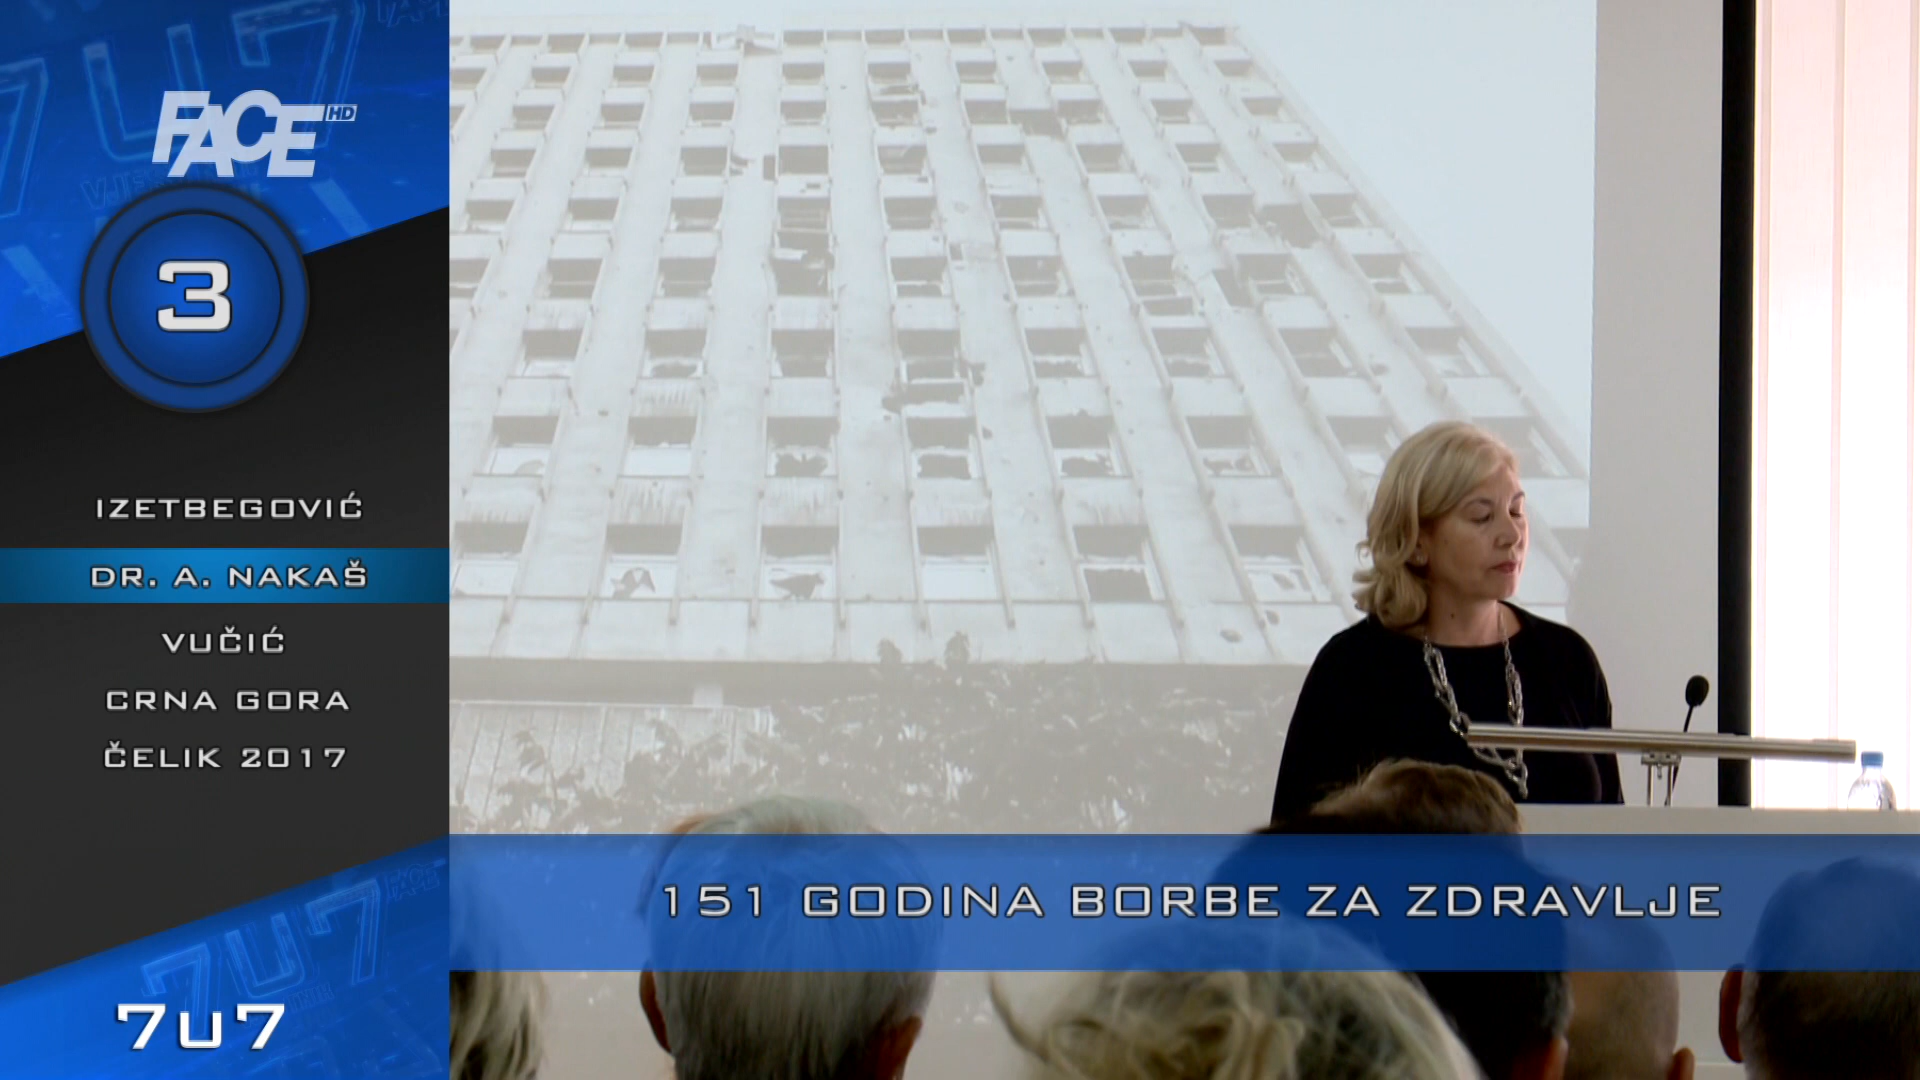 FACE HD
3
IZETBEGOVIĆ
DR. A. NAKAŠ
VUČIĆ
CRNA GORA
ČELIK 2017
7U7
151 GODINA BORBE ZA ZDRAVLJE